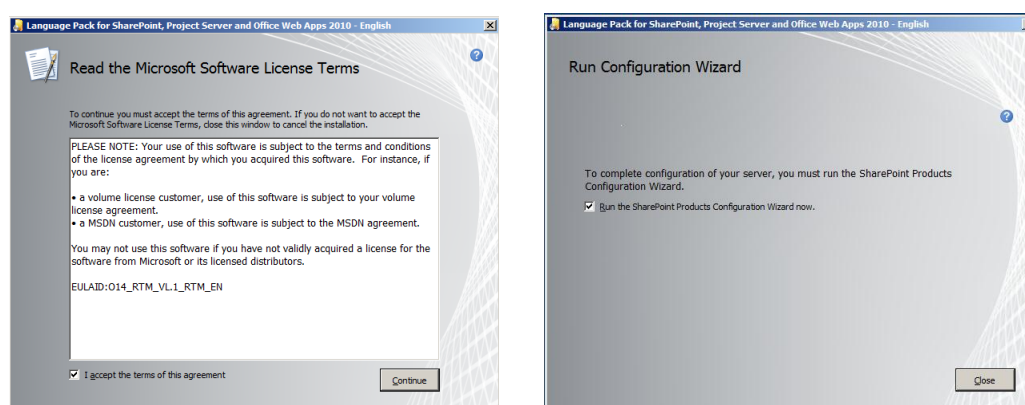 Language Pack for SharePoint, Project Server and Office Web Apps 2010 - English
Read the Microsoft Software License Terms
To continue you must accept the terms of this agreement. If you do not want to accept the
Microsoft Software License Terms, close this window to cancel the installation.
PLEASE NOTE: Your use of this software is subject to the terms and conditions
of the license agreement by which you acquired this software. For instance, if
you are:
• a volume license customer, use of this software is subject to your volume
license agreement.
• a MSDN customer, use of this software is subject to the MSDN agreement.
You may not use this software if you have not validly acquired a license for the
software from Microsoft or its licensed distributors.
EULAID:O14_RTM_VL.1_RTM_EN
I accept the terms of this agreement
Continue
Language Pack for SharePoint, Project Server and Office Web Apps 2010 - English
Run Configuration Wizard
To complete configuration of your server, you must run the SharePoint Products
Configuration Wizard.
Run the SharePoint Products Configuration Wizard now.
Close